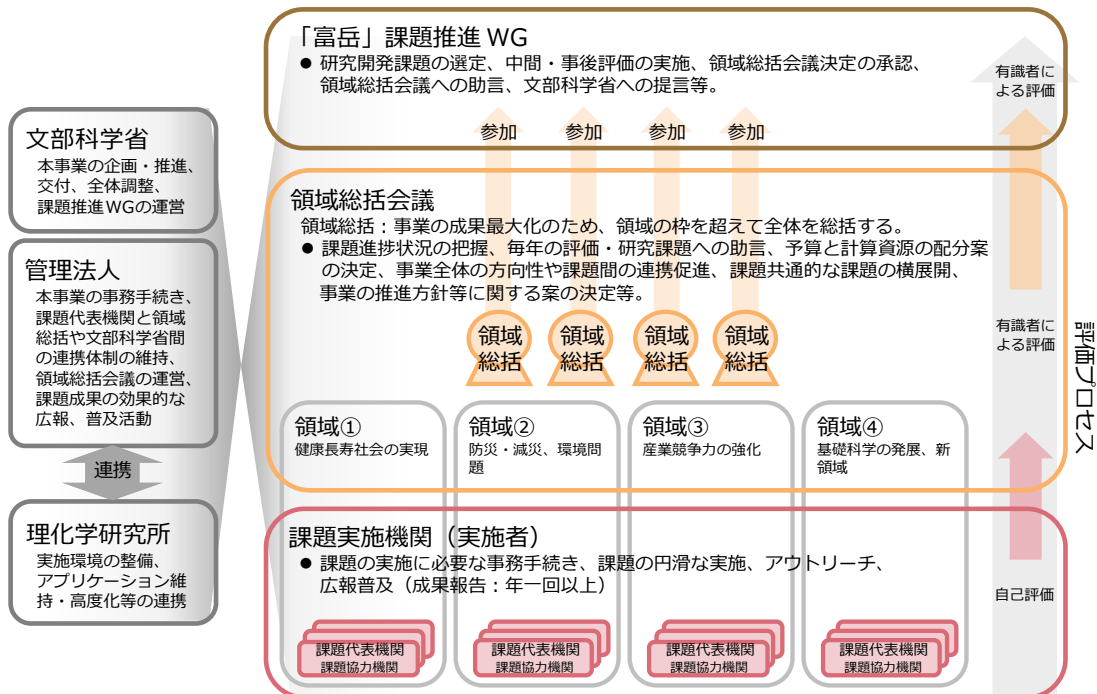 「富岳」課題推進 WG
● 研究開発課題の選定、中間・事後評価の実施、領域総括会議決定の承認、
領域総括会議への助言、文部科学省への提言等。
参加
参加
参加
参加
有識者に
よる評価
文部科学省
本事業の企画・推進、
交付、全体調整、
課題推進WGの運営
管理法人
本事業の事務手続き、
課題代表機関と領域
総括や文部科学省間
の連携体制の維持、
領域総括会議の運営、
課題成果の効果的な
広報、普及活動
連携
理化学研究所
実施環境の整備、
アプリケーション維
持・高度化等の連携
領域総括会議
領域総括：事業の成果最大化のため、領域の枠を超えて全体を総括する。
● 課題進捗状況の把握、毎年の評価・研究課題への助言、予算と計算資源の配分案
の決定、事業全体の方向性や課題間の連携促進、課題共通的な課題の横展開、
事業の推進方針等に関する案の決定等。
領域
総括
領域
総括
領域
総括
領域
総括
有識者に
よる評価
評価プロセス
領域①
健康長寿社会の実現
領域②
防災・減災、環境問
題
領域③
産業競争力の強化
領域④
基礎科学の発展、新
領域
課題実施機関（実施者）
● 課題の実施に必要な事務手続き、課題の円滑な実施、アウトリーチ、
広報普及（成果報告：年一回以上）
自己評価
課題代表機関
課題協力機関
課題代表機関
課題協力機関
課題代表機関
課題協力機関
課題代表機関
課題協力機関